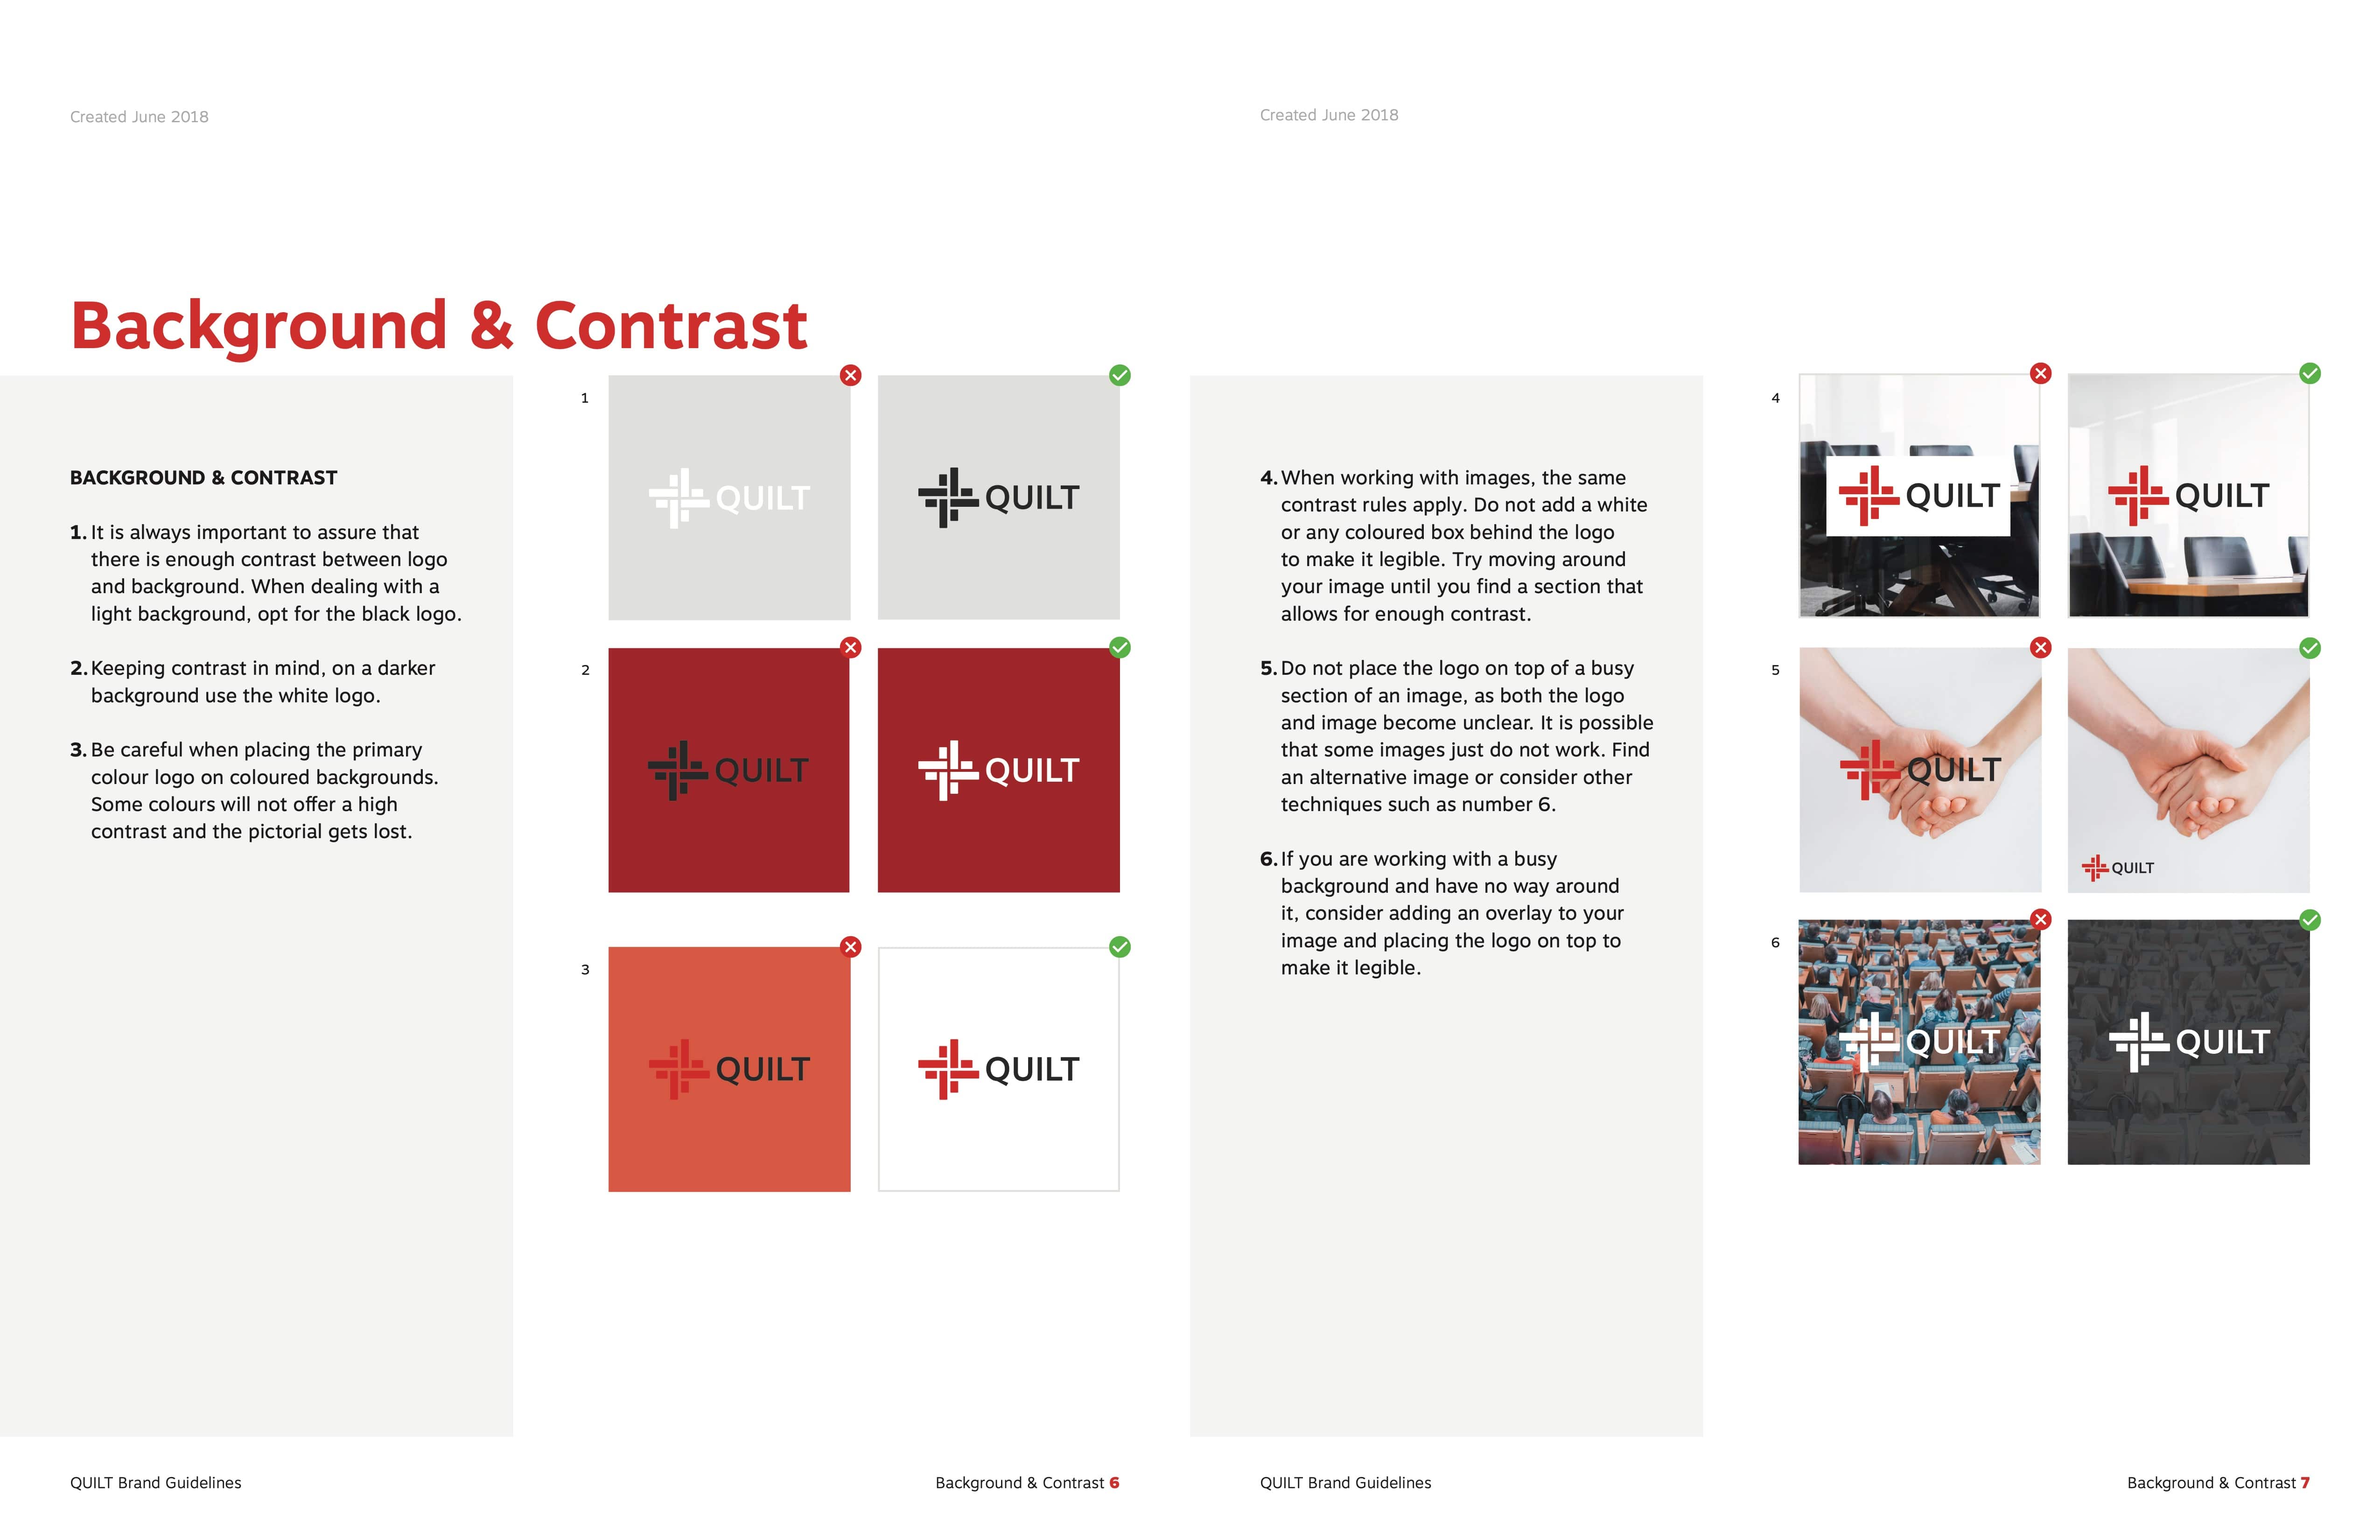 Created June 2018
Background & Contrast
BACKGROUND & CONTRAST
1. It is always important to assure that
there is enough contrast between logo
and background. When dealing with a
light background, opt for the black logo.
2. Keeping contrast in mind, on a darker
background use the white logo.
3. Be careful when placing the primary
colour logo on coloured backgrounds.
Some colours will not offer a high
contrast and the pictorial gets lost.
1
QUILT
QUILT
2
QUILT
QUILT
3
QUILT
QUILT
QUILT Brand Guidelines
Background & Contrast 6
Created June 2018
4. When working with images, the same
contrast rules apply. Do not add a white
or any coloured box behind the logo
to make it legible. Try moving around
your image until you find a section that
allows for enough contrast.
5. Do not place the logo on top of a busy
section of an image, as both the logo
and image become unclear. It is possible
that some images just do not work. Find
an alternative image or consider other
techniques such as number 6.
6. If you are working with a busy
background and have no way around
it, consider adding an overlay to your
image and placing the logo on top to
make it legible.
4
QUILT
QUILT
5
QUILT
QUILT
6
QUILT
QUILT
QUILT Brand Guidelines
Background & Contrast 7